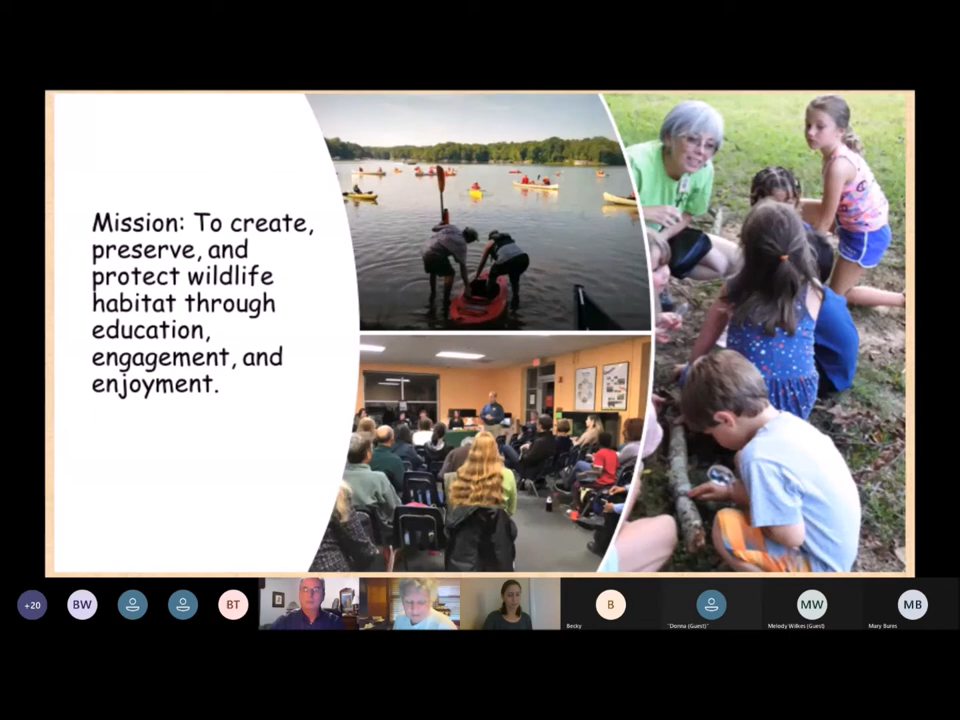 Mission: To create,
preserve, and
protect wildlife
habitat through
education,
engagement, and
enjoyment.
+20
BW
BT
B
MW
MB
Becky
"Donna (Guest)"
Melody Wilkes (Guest)
Mary Bures